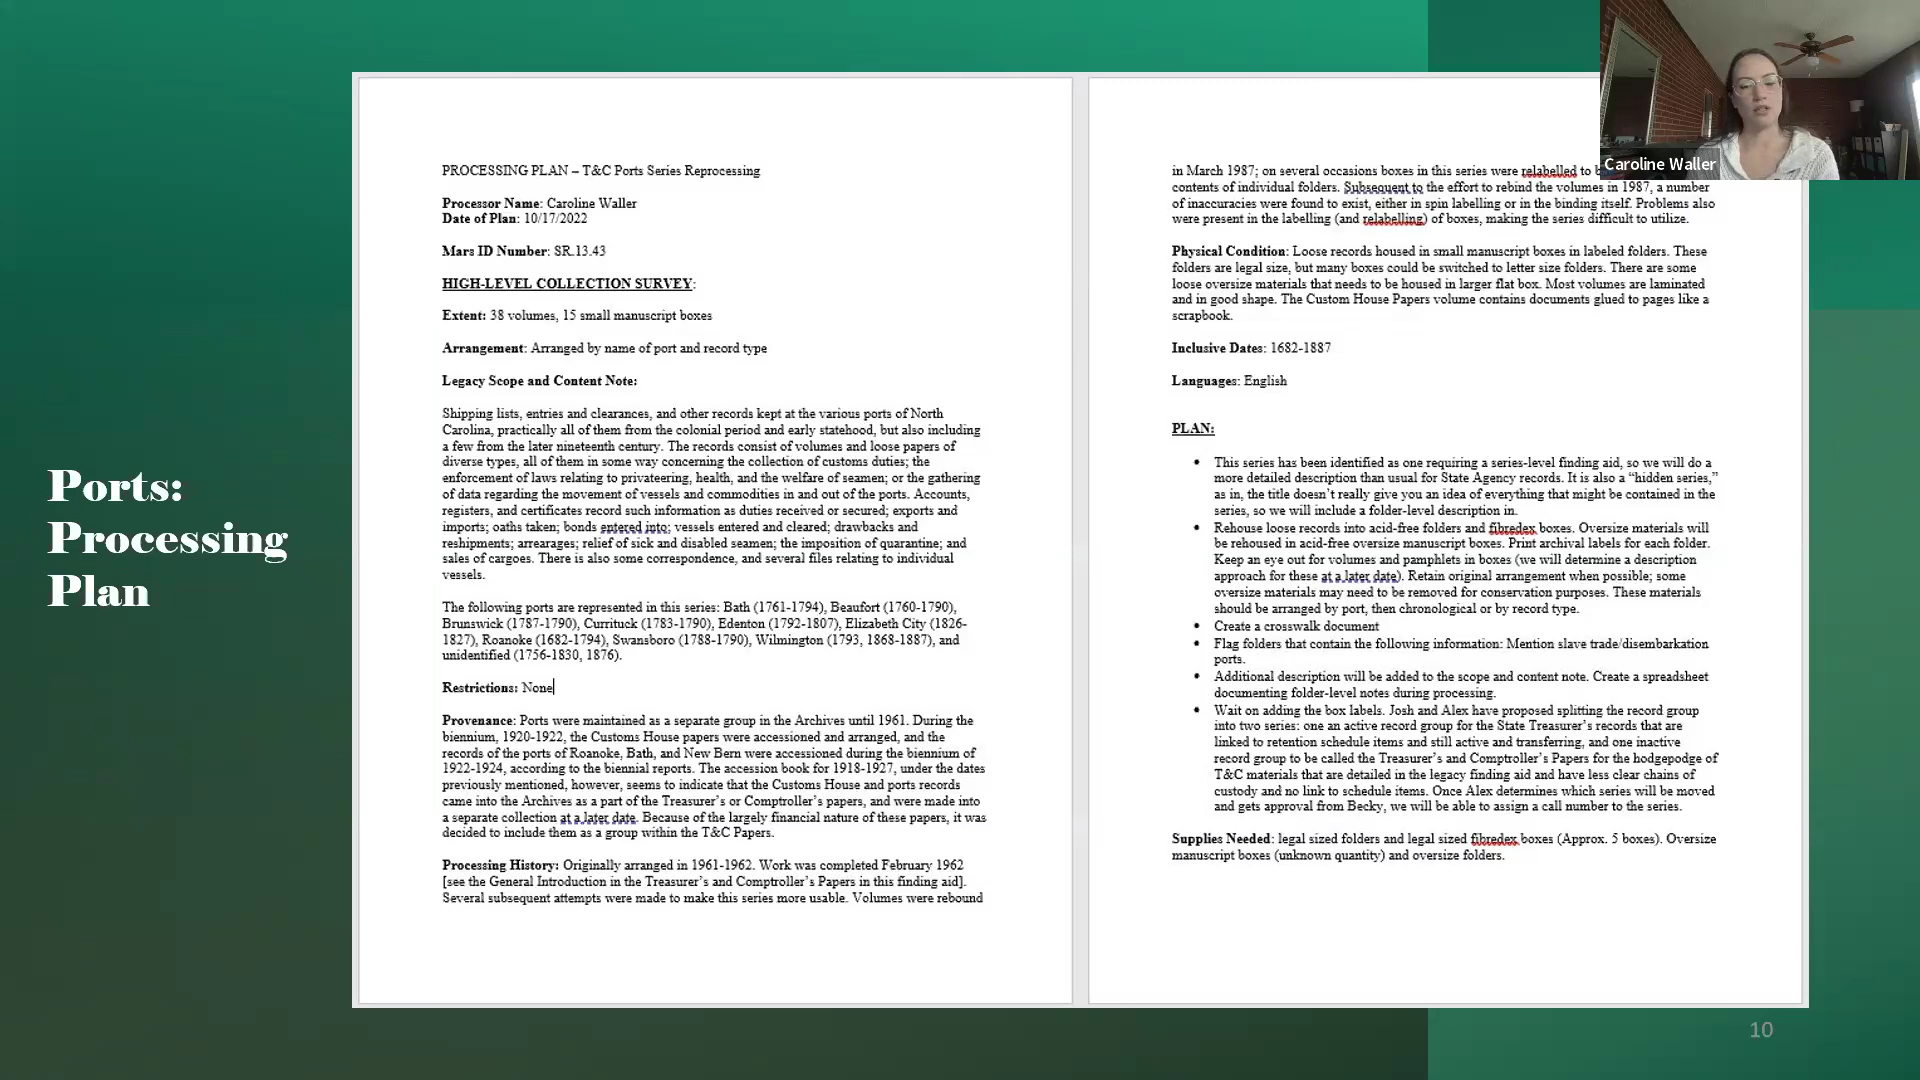 Ports:
Processing
Plan
PROCESSING PLAN – T&C Ports Series Reprocessing
Processor Name: Caroline Waller
Date of Plan: 10/17/2022
Mars ID Number: SR.13.43
HIGH-LEVEL COLLECTION SURVEY:
Extent: 38 volumes, 15 small manuscript boxes
Arrangement: Arranged by name of port and record type
Legacy Scope and Content Note:
Shipping lists, entries and clearances, and other records kept at the various ports of North
Carolina, practically all of them from the colonial period and early statehood, but also including
a few from the later nineteenth century. The records consist of volumes and loose papers of
diverse types, all of them in some way concerning the collection of customs duties; the
enforcement of laws relating to privateering, health, and the welfare of seamen; or the gathering
of data regarding the movement of vessels and commodities in and out of the ports. Accounts,
registers, and certificates record such information as duties received or secured; exports and
imports; oaths taken; bonds entered into; vessels entered and cleared; drawbacks and
reshipments; arrearages; relief of sick and disabled seamen; the imposition of quarantine; and
sales of cargoes. There is also some correspondence, and several files relating to individual
vessels.
The following ports are represented in this series: Bath (1761-1794), Beaufort (1760-1790),
Brunswick (1787-1790), Currituck (1783-1790), Edenton (1792-1807), Elizabeth City (1826-
1827), Roanoke (1682-1794), Swansboro (1788-1790), Wilmington (1793, 1868-1887), and
unidentified (1756-1830, 1876).
Restrictions: None
Provenance: Ports were maintained as a separate group in the Archives until 1961. During the
biennium, 1920-1922, the Customs House papers were accessioned and arranged, and the
records of the ports of Roanoke, Bath, and New Bern were accessioned during the biennium of
1922-1924, according to the biennial reports. The accession book for 1918-1927, under the dates
previously mentioned, however, seems to indicate that the Customs House and ports records
came into the Archives as a part of the Treasurer's or Comptroller's papers, and were made into
a separate collection at a later date. Because of the largely financial nature of these papers, it was
decided to include them as a group within the T&C Papers.
Processing History: Originally arranged in 1961-1962. Work was completed February 1962
[see the General Introduction in the Treasurer's and Comptroller's Papers in this finding aid].
Several subsequent attempts were made to make this series more usable. Volumes were rebound
in March 1987; on several occasions boxes in this series were relabelled to
contents of individual folders. Subsequent to the effort to rebind the volumes in 1987, a number
of inaccuracies were found to exist, either in spin labelling or in the binding itself. Problems also
were present in the labelling (and relabelling) of boxes, making the series difficult to utilize.
Physical Condition: Loose records housed in small manuscript boxes in labeled folders. These
folders are legal size, but many boxes could be switched to letter size folders. There are some
loose oversize materials that needs to be housed in larger flat box. Most volumes are laminated
and in good shape. The Custom House Papers volume contains documents glued to pages like a
scrapbook.
Inclusive Dates: 1682-1887
Languages: English
PLAN:
• This series has been identified as one requiring a series-level finding aid, so we will do a
more detailed description than usual for State Agency records. It is also a “hidden series,”
as in, the title doesn't really give you an idea of everything that might be contained in the
series, so we will include a folder-level description in.
• Rehouse loose records into acid-free folders and fibredex boxes. Oversize materials will
be rehoused in acid-free oversize manuscript boxes. Print archival labels for each folder.
Keep an eye out for volumes and pamphlets in boxes (we will determine a description
approach for these at a later date). Retain original arrangement when possible; some
oversize materials may need to be removed for conservation purposes. These materials
should be arranged by port, then chronological or by record type.
• Create a crosswalk document
• Flag folders that contain the following information: Mention slave trade/disembarkation
ports.
• Additional description will be added to the scope and content note. Create a spreadsheet
documenting folder-level notes during processing.
• Wait on adding the box labels. Josh and Alex have proposed splitting the record group
into two series: one an active record group for the State Treasurer's records that are
linked to retention schedule items and still active and transferring, and one inactive
record group to be called the Treasurer's and Comptroller's Papers for the hodgepodge of
T&C materials that are detailed in the legacy finding aid and have less clear chains of
custody and no link to schedule items. Once Alex determines which series will be moved
and gets approval from Becky, we will be able to assign a call number to the series.
Supplies Needed: legal sized folders and legal sized fibredex boxes (Approx. 5 boxes). Oversize
manuscript boxes (unknown quantity) and oversize folders.
Caroline Waller
10